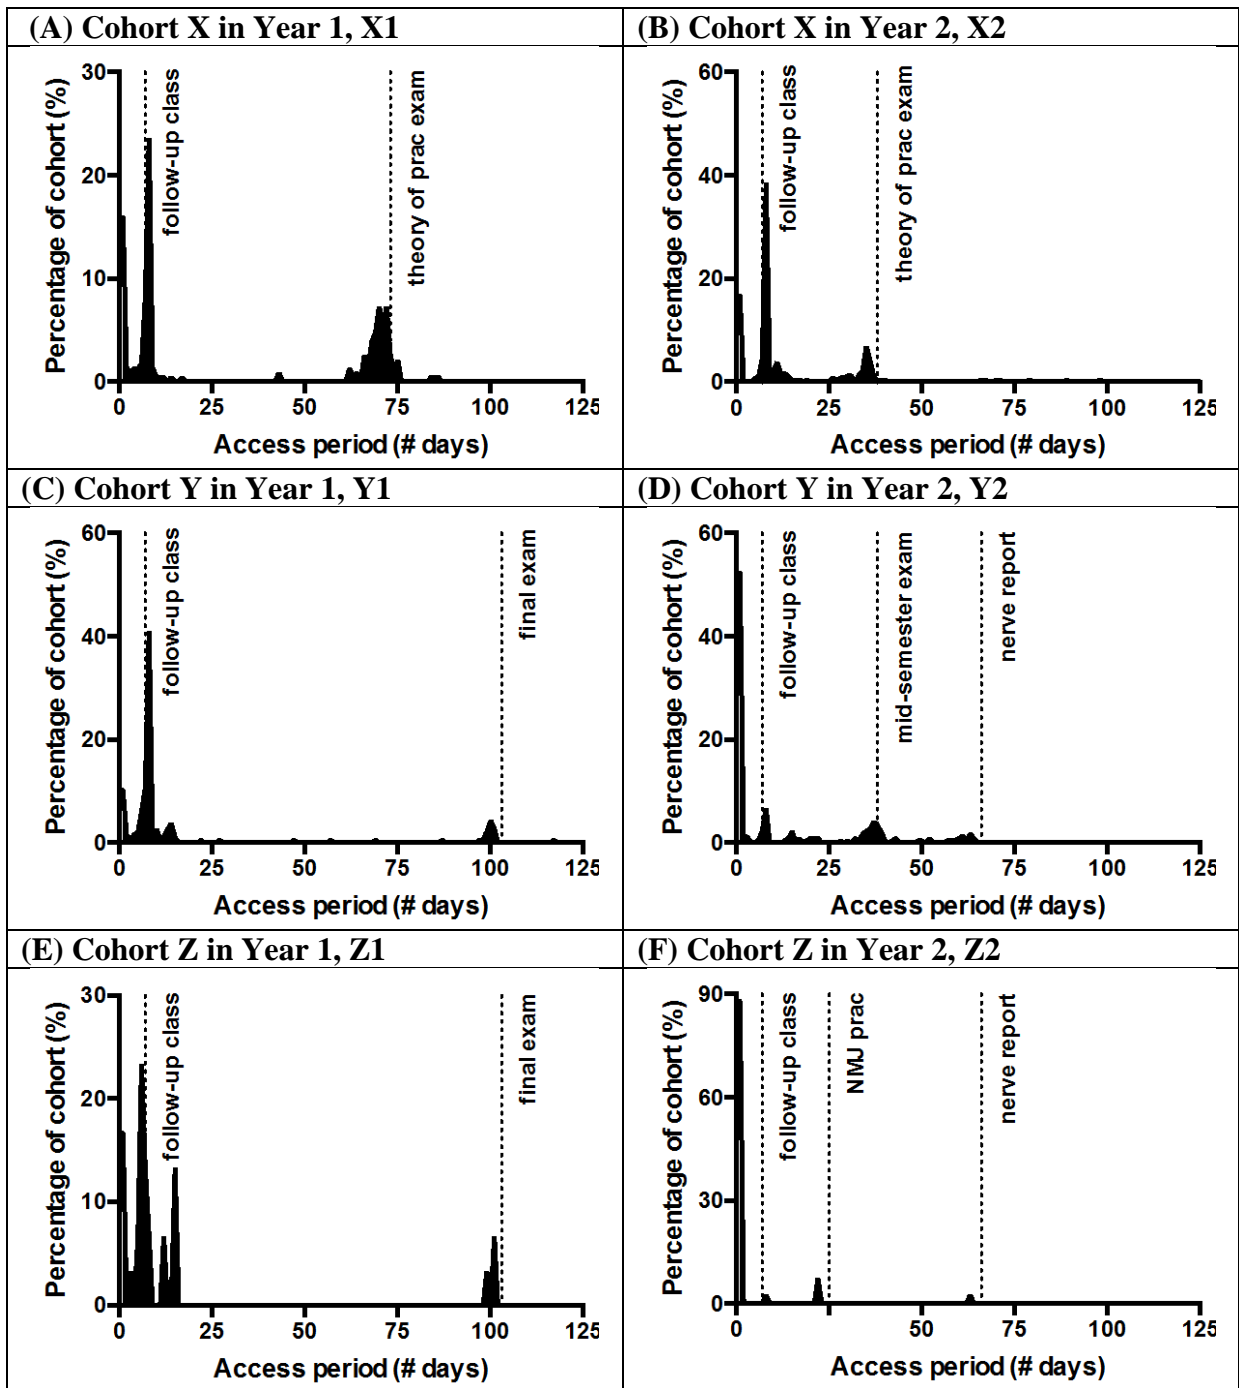 (A) Cohort X in Year 1, X1
Percentage of cohort (%)
30
20
10
0
follow-up class
theory of prac exam
0 25 50 75 100 125
Access period (# days)
(B) Cohort X in Year 2, X2
Percentage of cohort (%)
60
40
20
0
follow-up class
theory of prac exam
0 25 50 75 100 125
Access period (# days)
(C) Cohort Y in Year 1, Y1
Percentage of cohort (%)
60
40
20
0
follow-up class
final exam
0 25 50 75 100 125
Access period (# days)
(D) Cohort Y in Year 2, Y2
Percentage of cohort (%)
60
40
20
0
follow-up class
mid-semester exam
nerve report
0 25 50 75 100 125
Access period (# days)
(E) Cohort Z in Year 1, Z1
Percentage of cohort (%)
30
20
10
0
follow-up class
final exam
0 25 50 75 100 125
Access period (# days)
(F) Cohort Z in Year 2, Z2
Percentage of cohort (%)
90
60
30
0
follow-up class
NMJ prac
nerve report
0 25 50 75 100 125
Access period (# days)